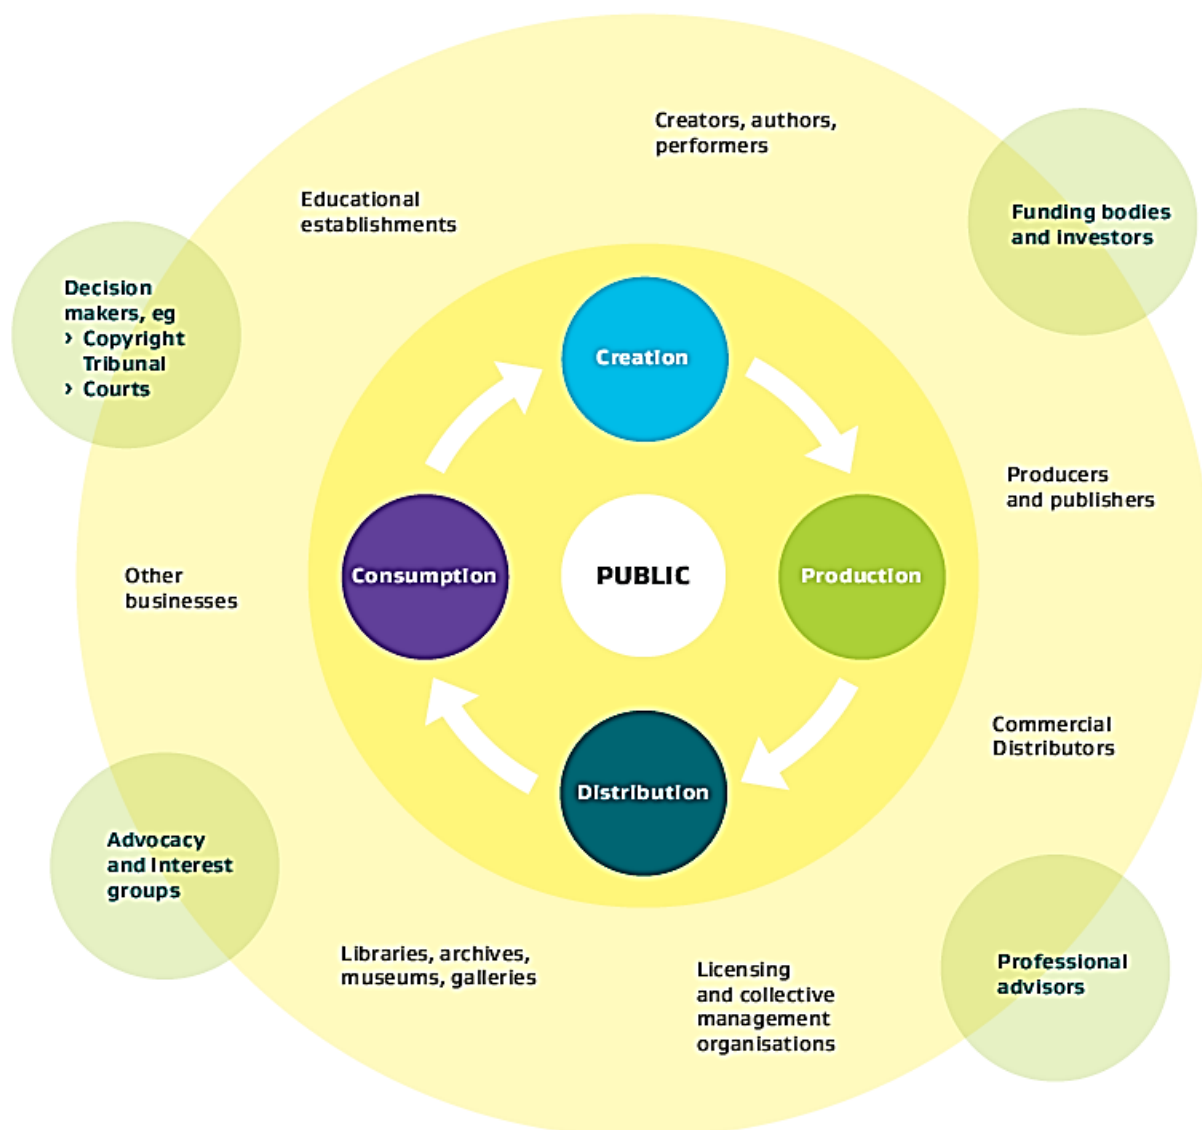 Creators, authors,
performers
Educational
establishments
Funding bodies
and investors
Decision
makers, eg
› Copyright
Tribunal
› Courts
Creation
Producers
and publishers
Other
businesses
Consumption
PUBLIC
Production
Commercial
Distributors
Distribution
Advocacy
and Interest
groups
Libraries, archives,
museums, galleries
Licensing
and collective
management
organisations
Professional
advisors